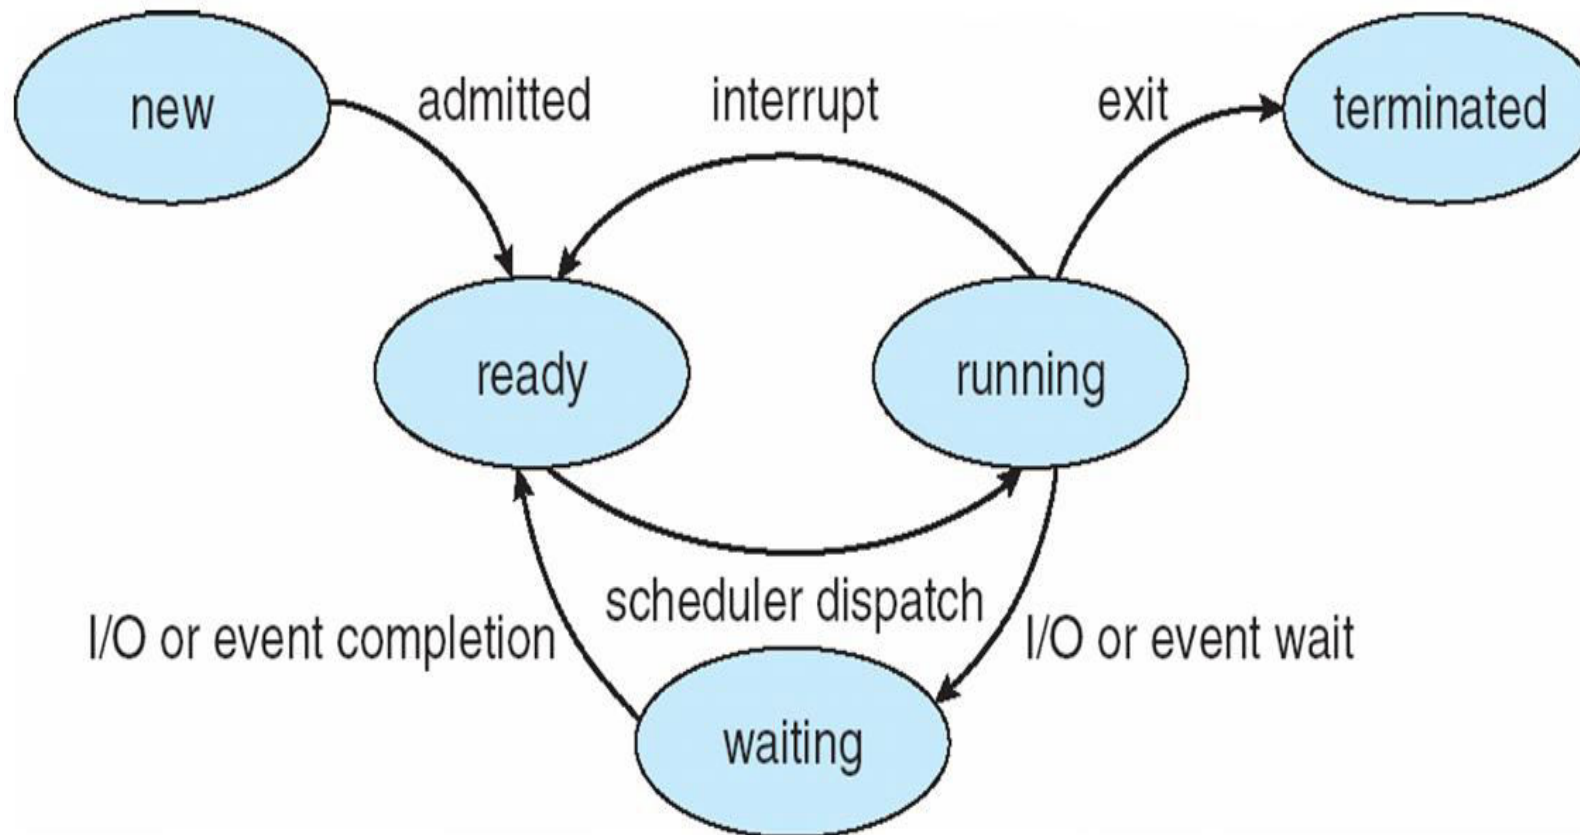 new
admitted
interrupt
exit
terminated
ready
running
scheduler dispatch
I/O or event completion
I/O or event wait
waiting